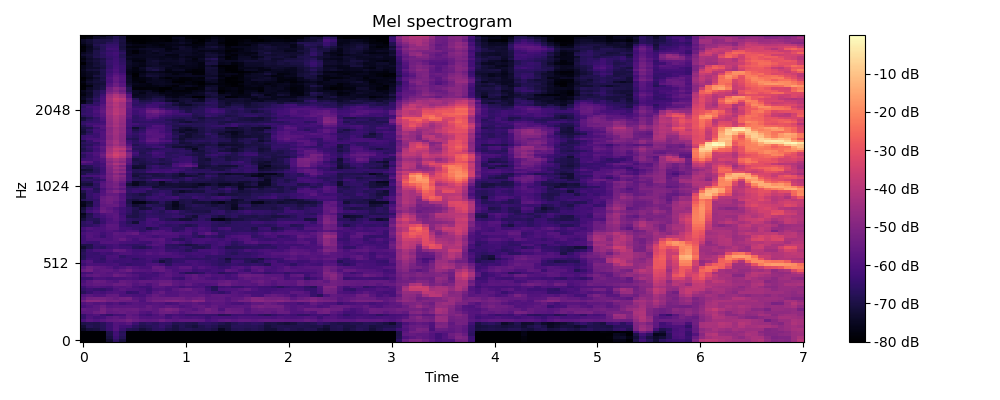 Mel spectrogram
Hz
2048
1024
512
0
0 1 2 3 4 5 6 7
Time
-10 dB
-20 dB
-30 dB
-40 dB
-50 dB
-60 dB
-70 dB
-80 dB